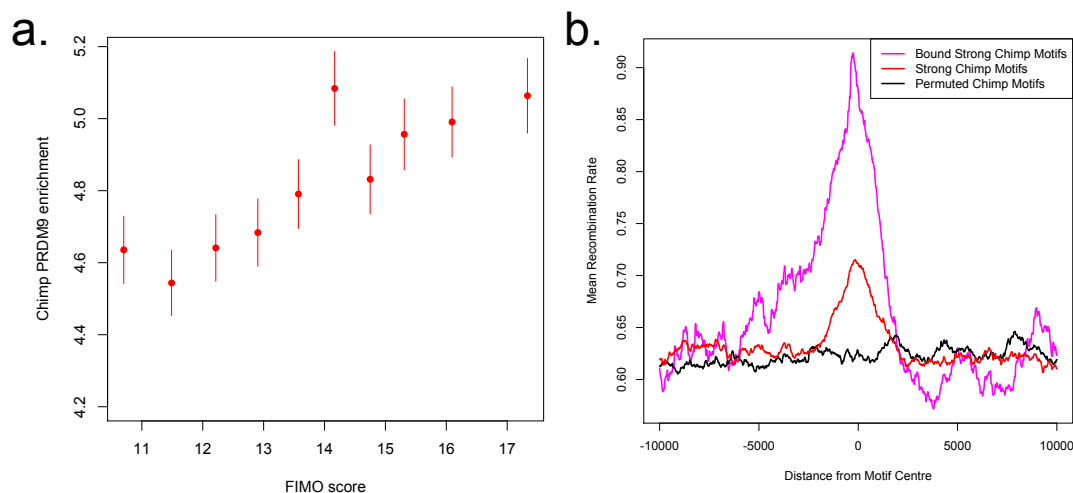 a.
Chimp PRDM9 enrichment
5.2
5.0
4.8
4.6
4.4
4.2
11 12 13 14 15 16 17
FIMO score
b.
Bound Strong Chimp Motifs
Strong Chimp Motifs
Permuted Chimp Motifs
Mean Recombination Rate
0.90
0.85
0.80
0.75
0.70
0.65
0.60
-10000 -5000 0 5000 10000
Distance from Motif Centre